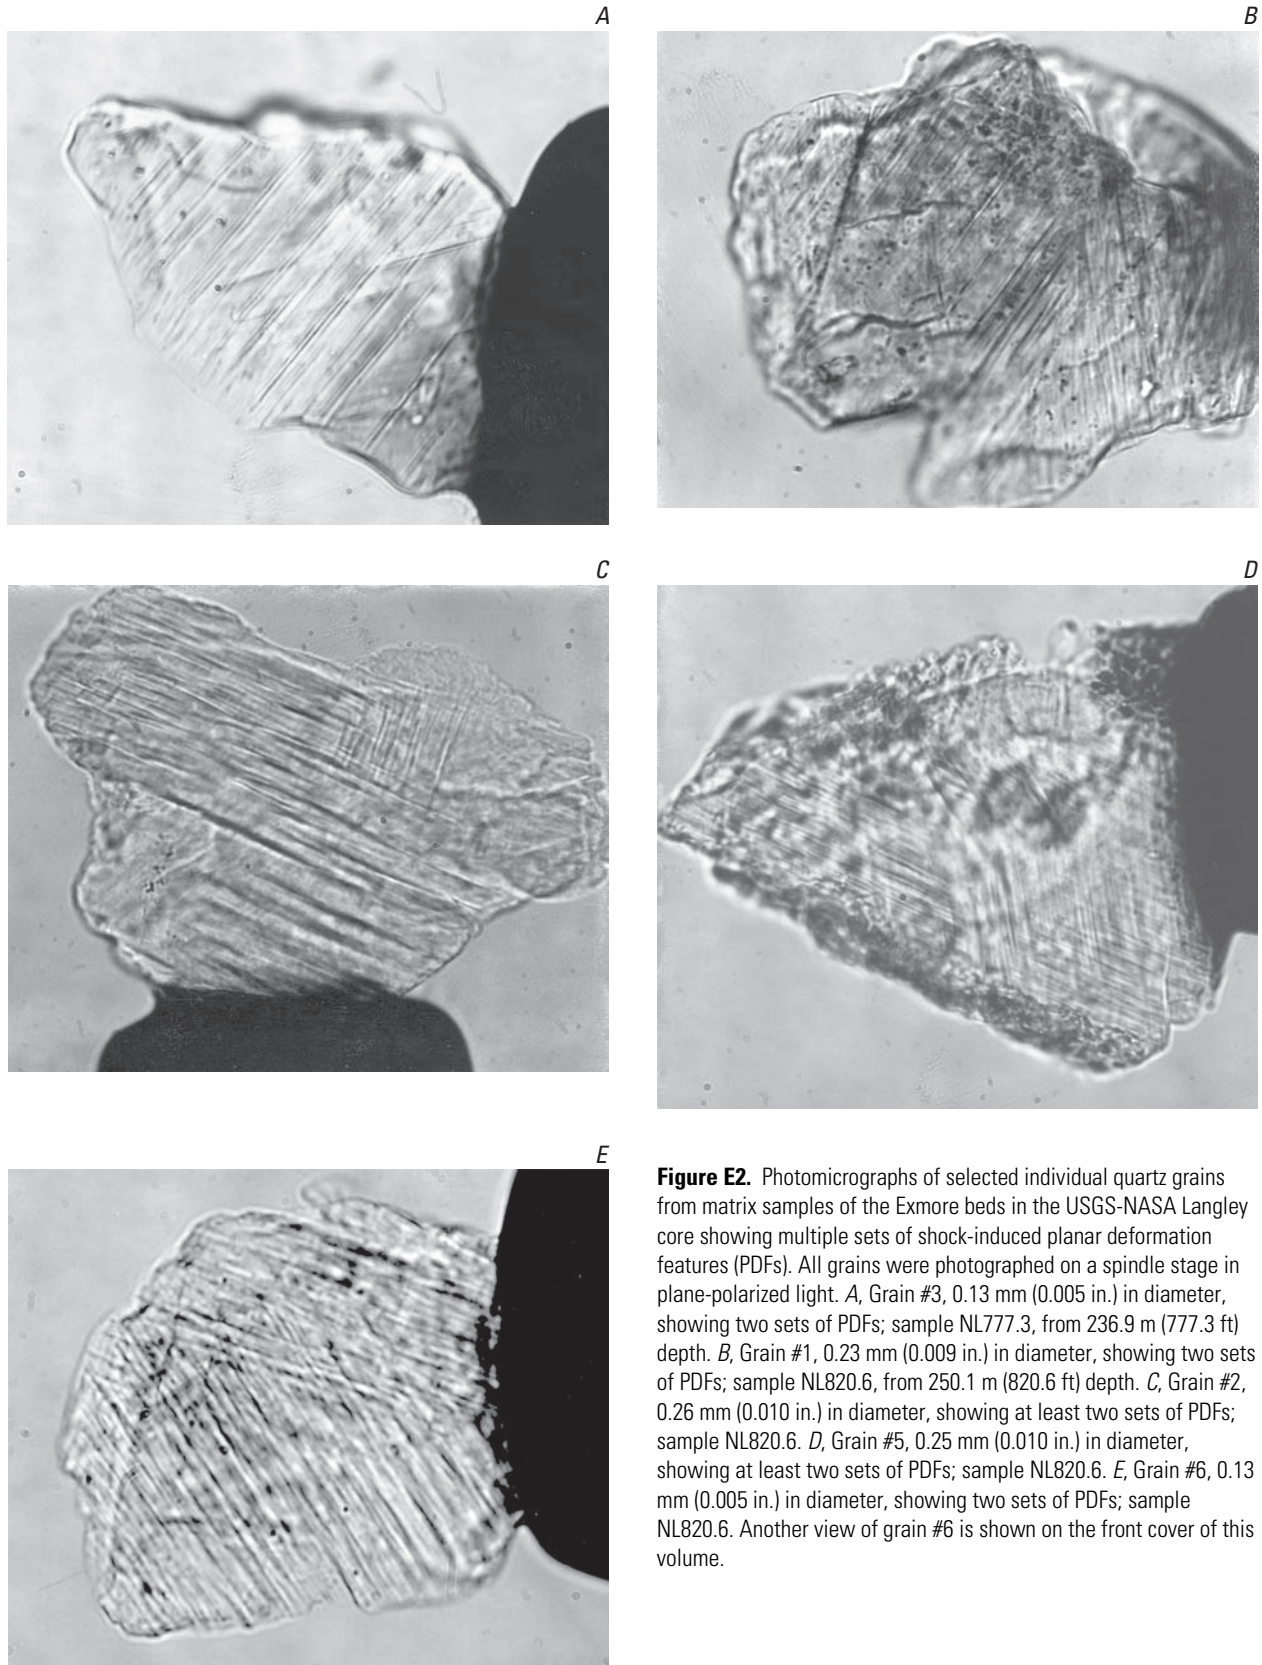 A
B
C
D
E
Figure E2. Photomicrographs of selected individual quartz grains
from matrix samples of the Exmore beds in the USGS-NASA Langley
core showing multiple sets of shock-induced planar deformation
features (PDFs). All grains were photographed on a spindle stage in
plane-polarized light. A, Grain #3, 0.13 mm (0.005 in.) in diameter,
showing two sets of PDFs; sample NL777.3, from 236.9 m (777.3 ft)
depth. B, Grain #1, 0.23 mm (0.009 in.) in diameter, showing two sets
of PDFs; sample NL820.6, from 250.1 m (820.6 ft) depth. C, Grain #2,
0.26 mm (0.010 in.) in diameter, showing at least two sets of PDFs;
sample NL820.6. D, Grain #5, 0.25 mm (0.010 in.) in diameter,
showing at least two sets of PDFs; sample NL820.6. E, Grain #6, 0.13
mm (0.005 in.) in diameter, showing two sets of PDFs; sample
NL820.6. Another view of grain #6 is shown on the front cover of this
volume.